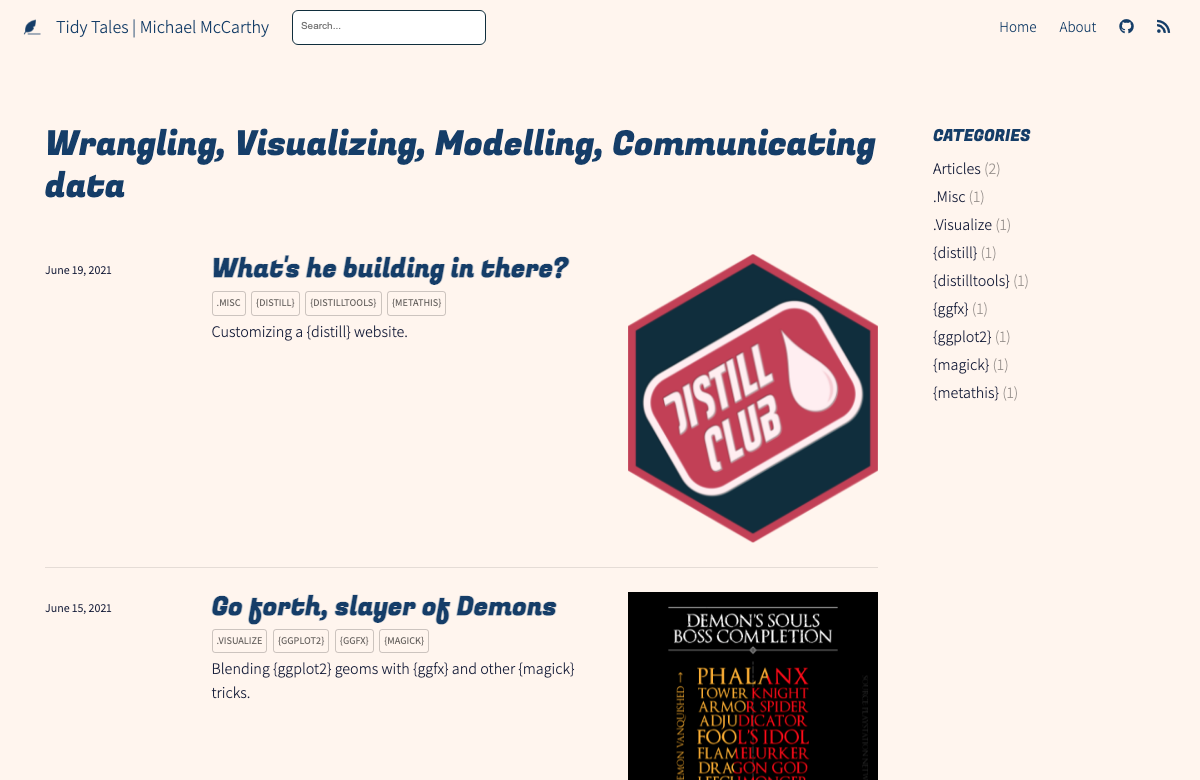 Tidy Tales | Michael McCarthy
Search...
Home
About
Wrangling, Visualizing, Modelling, Communicating
data
June 19, 2021
What's he building in there?
.MISC
{DISTILL}
{DISTILLTOOLS}
{METATHIS}
Customizing a {distill} website.
DISTILL
CLUB
June 15, 2021
Go forth, slayer of Demons
.VISUALIZE
{GGPLOT2}
{GGFX}
{MAGICK}
Blending {ggplot2} geoms with {ggfx} and other {magick}
tricks.
DEMON'S SOULS
BOSS COMPLETION
DEMON VANQUISHED →
PHALANX
TOWER KNIGHT
ARMOR SPIDER
ADJUDICATOR
FOOL'S IDOL
FLAMELURKER
DRAGON GOD
LEECHMONGER
CATEGORIES
Articles (2)
.Misc (1)
.Visualize (1)
{distill} (1)
{distilltools} (1)
{ggfx} (1)
{ggplot2} (1)
{magick} (1)
{metathis} (1)